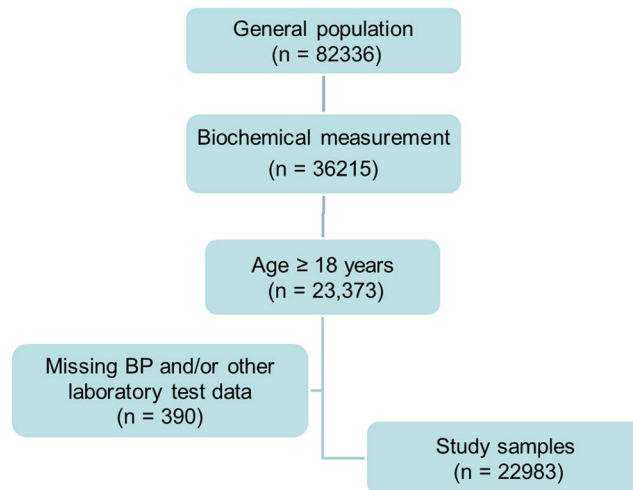 General population
(n = 82336)
Biochemical measurement
(n = 36215)
Age ≥ 18 years
(n = 23,373)
Missing BP and/or other
laboratory test data
(n = 390)
Study samples
(n = 22983)